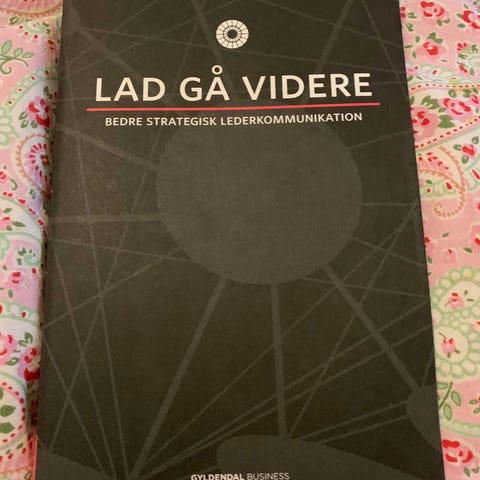 LAD GÅ VIDERE
BEDRE STRATEGISK LEDERKOMMUNIKATION
GYLDENDAL BUSINESS